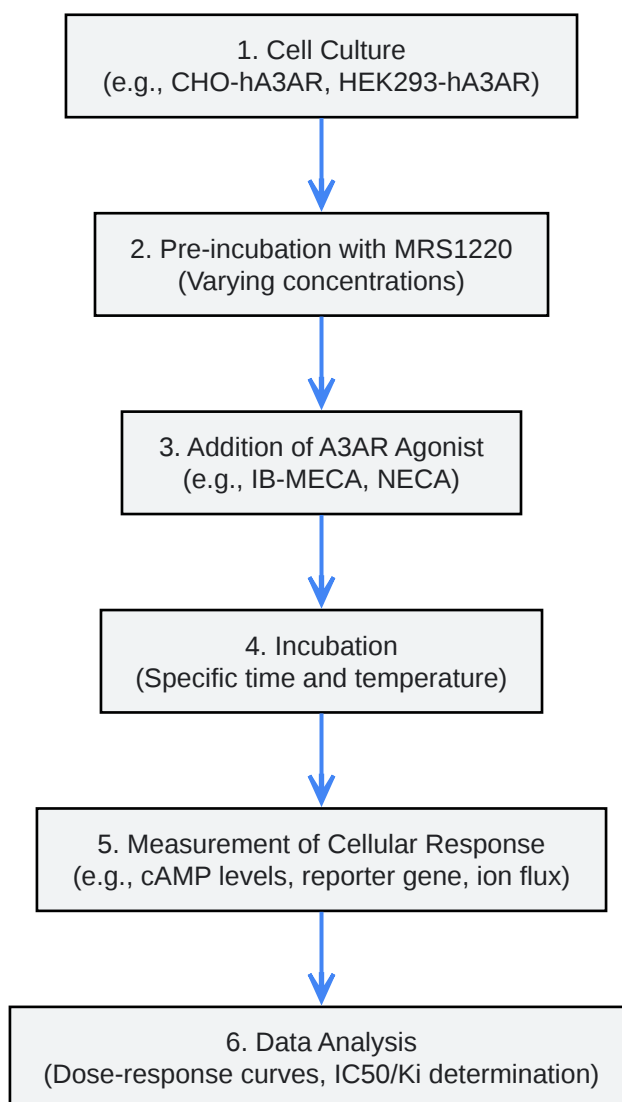 1. Cell Culture
(e.g., CHO-hA3AR, HEK293-hA3AR)
2. Pre-incubation with MRS1220
(Varying concentrations)
3. Addition of A3AR Agonist
(e.g., IB-MECA, NECA)
4. Incubation
(Specific time and temperature)
5. Measurement of Cellular Response
(e.g., cAMP levels, reporter gene, ion flux)
6. Data Analysis
(Dose-response curves, IC50/Ki determination)